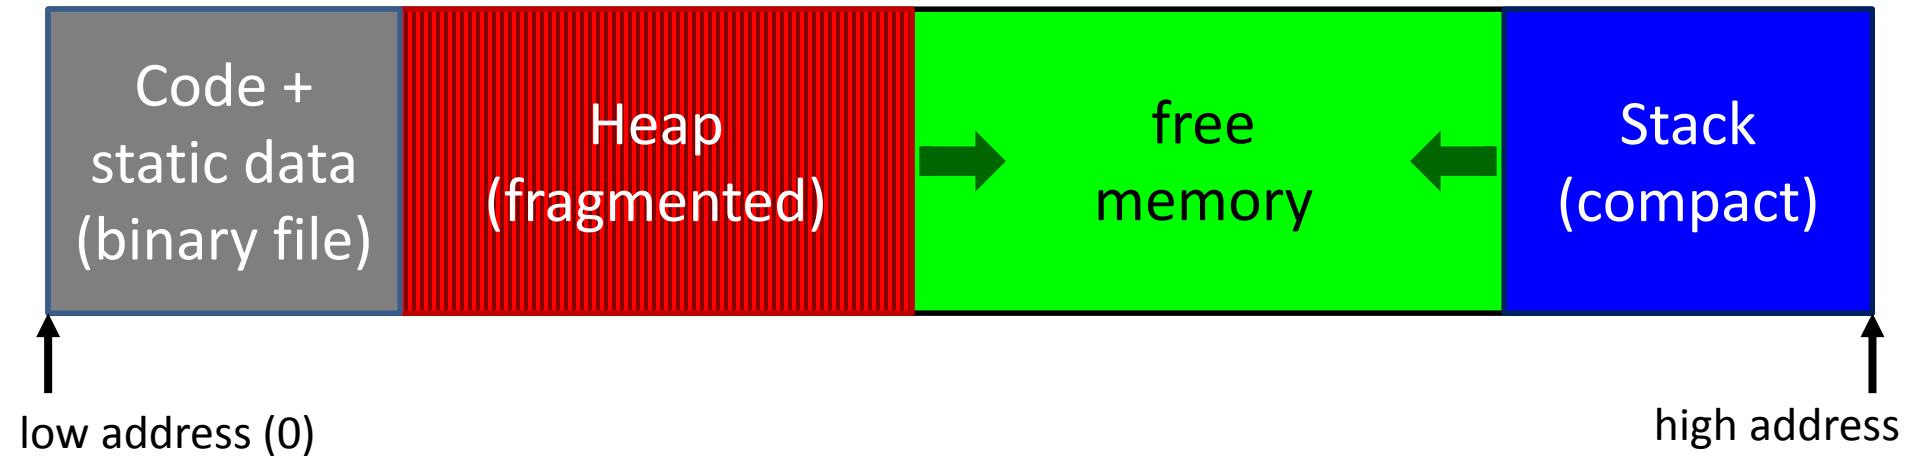 Code +
static data
(binary file)
Heap
(fragmented)
free
memory
Stack
(compact)
low address (0)
high address